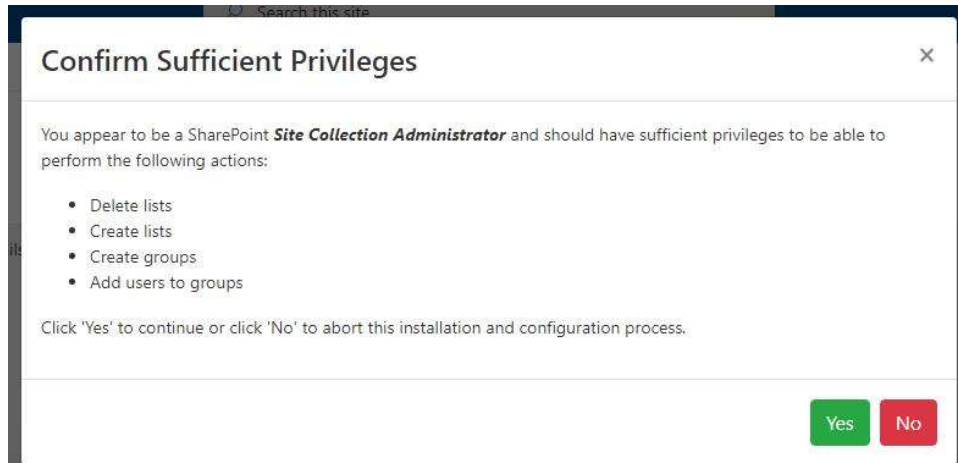 Search this site
Confirm Sufficient Privileges
×
You appear to be a SharePoint Site Collection Administrator and should have sufficient privileges to be able to
perform the following actions:
• Delete lists
• Create lists
• Create groups
• Add users to groups
Click 'Yes' to continue or click 'No' to abort this installation and configuration process.
Yes No